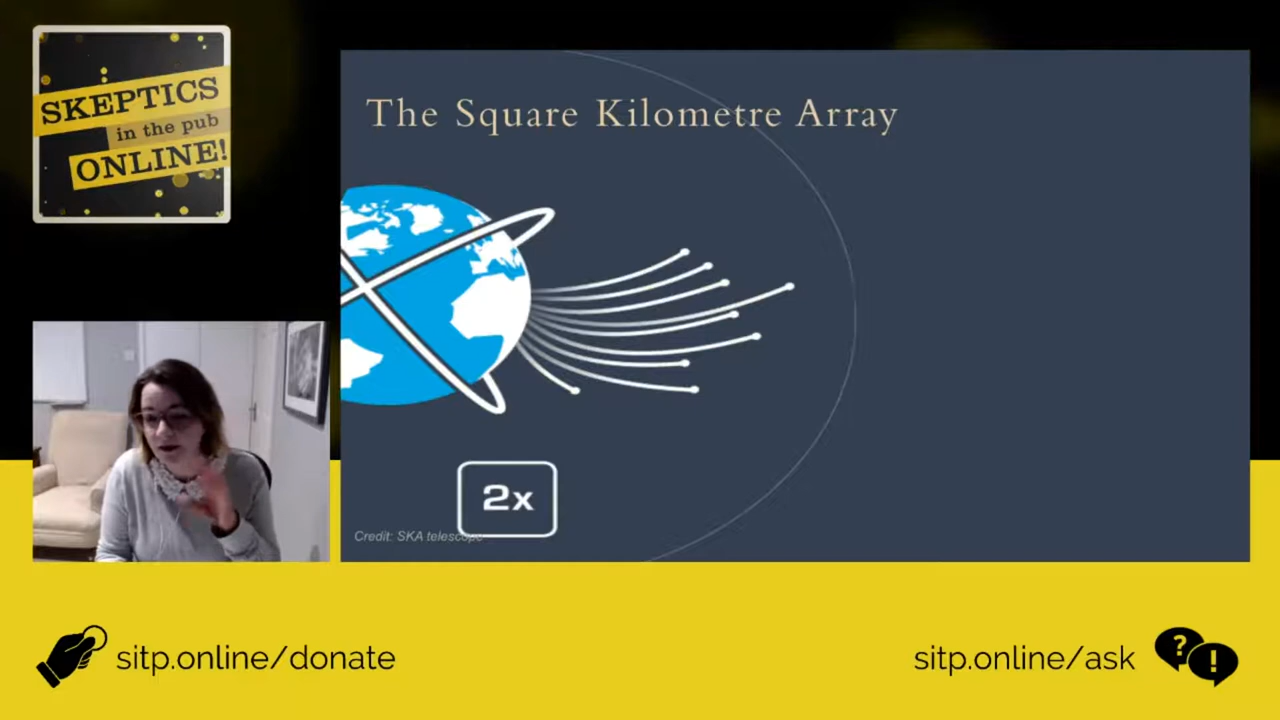 SKEPTICS
in the pub
ONLINE!
The Square Kilometre Array
2x
Credit: SKA telescope
sitp.online/donate
sitp.online/ask
?
!